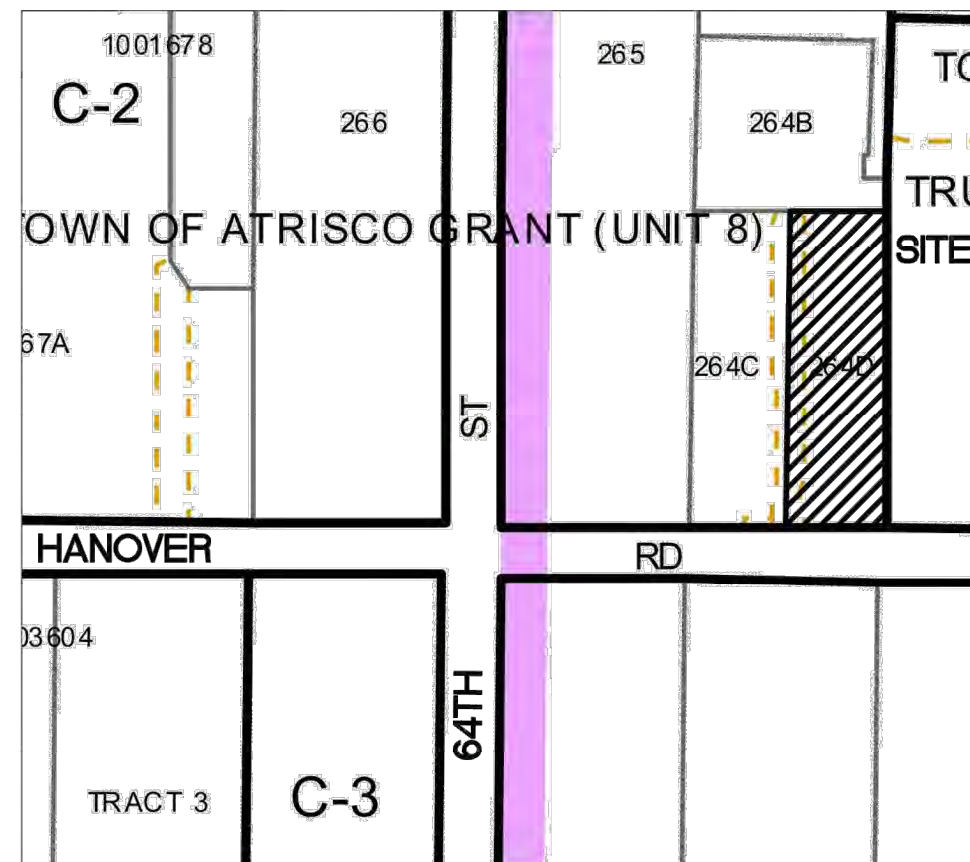 1001678
C-2
266
265
264B
TO
TRU
SITE
TOWN OF ATRISCO GRANT (UNIT 8)
67A
264C
264D
ST
HANOVER
RD
03604
64TH
TRACT 3
C-3